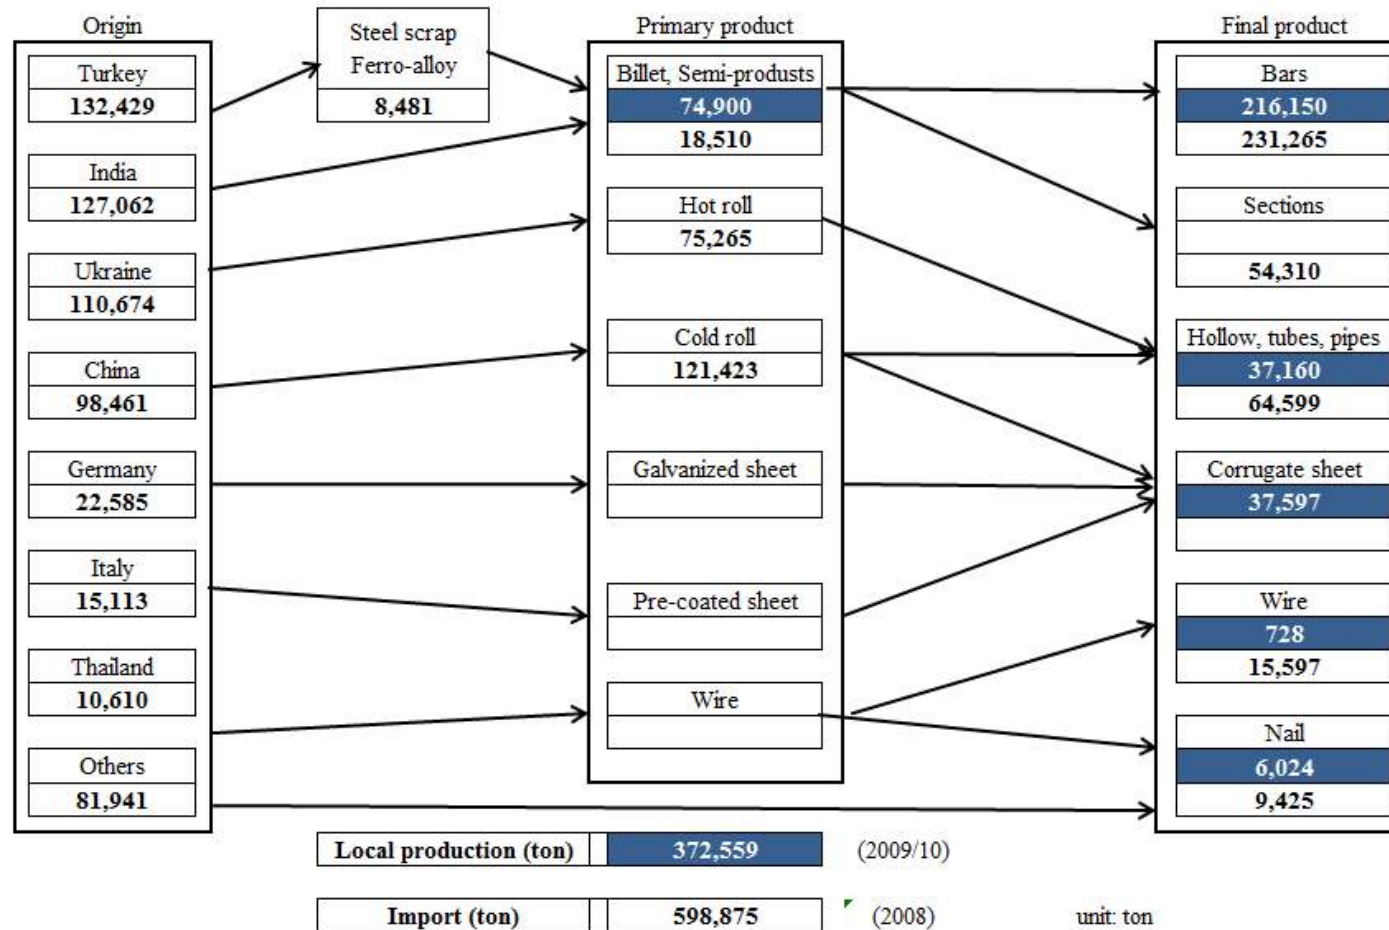 Origin
Turkey
132,429
India
127,062
Ukraine
110,674
China
98,461
Germany
22,585
Italy
15,113
Thailand
10,610
Others
81,941
Steel scrap
Ferro-alloy
8,481
Primary product
Billet, Semi-produsts
74,900
18,510
Hot roll
75,265
Cold roll
121,423
Galvanized sheet
Pre-coated sheet
Wire
Final product
Bars
216,150
231,265
Sections
54,310
Hollow, tubes, pipes
37,160
64,599
Corrugate sheet
37,597
Wire
728
15,597
Nail
6,024
9,425
Local production (ton) 372,559 (2009/10)
Import (ton) 598,875 (2008) unit: ton